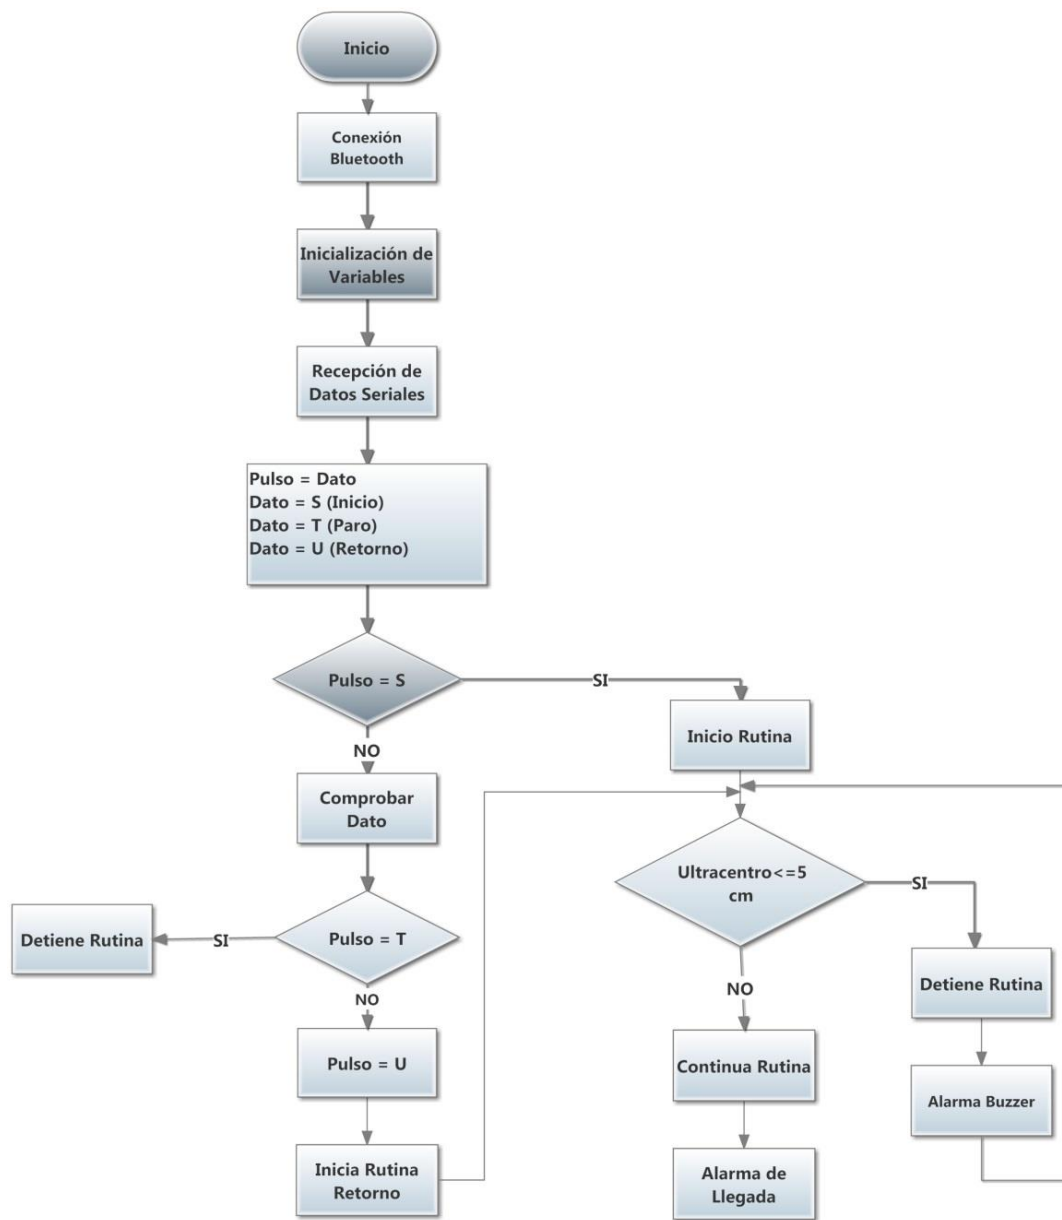 Inicio
Conexión
Bluetooth
Inicialización de
Variables
Recepción de
Datos Seriales
Pulso = Dato
Dato = S (Inicio)
Dato = T (Paro)
Dato = U (Retorno)
Pulso = S
SI
Inicio Rutina
NO
Comprobar
Dato
Ultracentro<=5
cm
SI
Detiene Rutina
SI
Pulso = T
NO
Detiene Rutina
NO
Pulso = U
Continua Rutina
Alarma Buzzer
Inicia Rutina
Retorno
Alarma de
Llegada